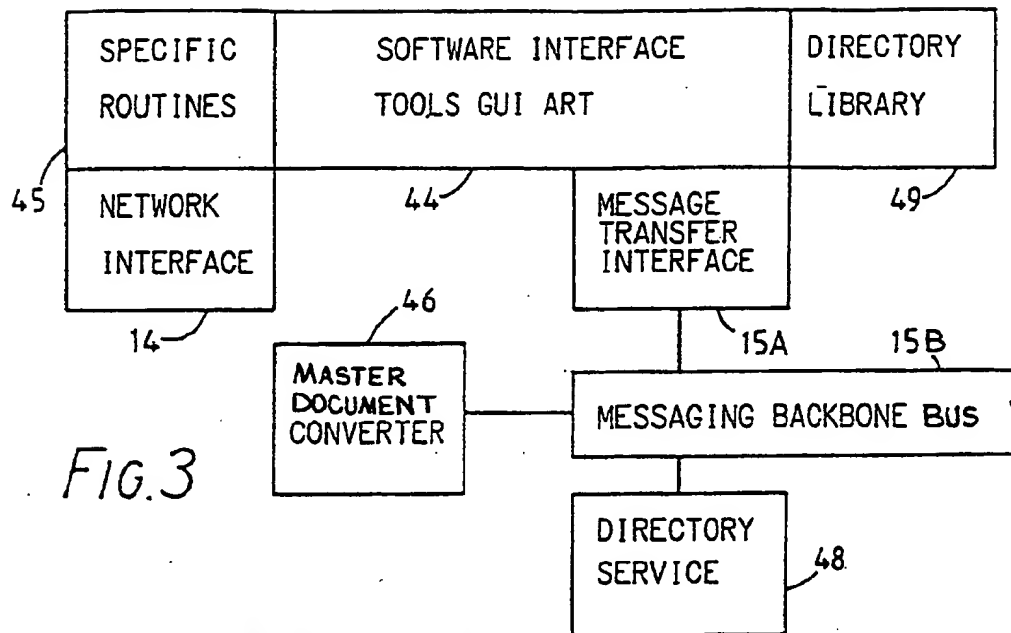 SPECIFIC
ROUTINES
SOFTWARE INTERFACE
TOOLS GUI ART
DIRECTORY
LIBRARY
45
NETWORK
INTERFACE
44
MESSAGE
TRANSFER
INTERFACE
49
14
46
15A
15B
MASTER
DOCUMENT
CONVERTER
MESSAGING BACKBONE BUS
FIG.3
DIRECTORY
SERVICE
48